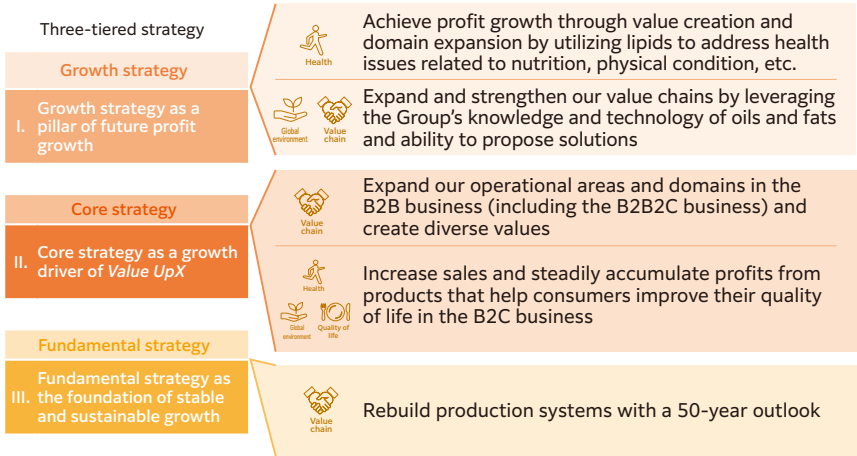 Three-tiered strategy
Growth strategy
I. Growth strategy as a
pillar of future profit
growth
Health
Achieve profit growth through value creation and
domain expansion by utilizing lipids to address health
issues related to nutrition, physical condition, etc.
Global
environment
Value
chain
Expand and strengthen our value chains by leveraging
the Group’s knowledge and technology of oils and fats
and ability to propose solutions
Core strategy
II. Core strategy as a growth
driver of Value UpX
Value
chain
Expand our operational areas and domains in the
B2B business (including the B2B2C business) and
create diverse values
Health
Global
environment
Quality of
life
Increase sales and steadily accumulate profits from
products that help consumers improve their quality
of life in the B2C business
Fundamental strategy
III. Fundamental strategy as
the foundation of stable
and sustainable growth
Value
chain
Rebuild production systems with a 50-year outlook